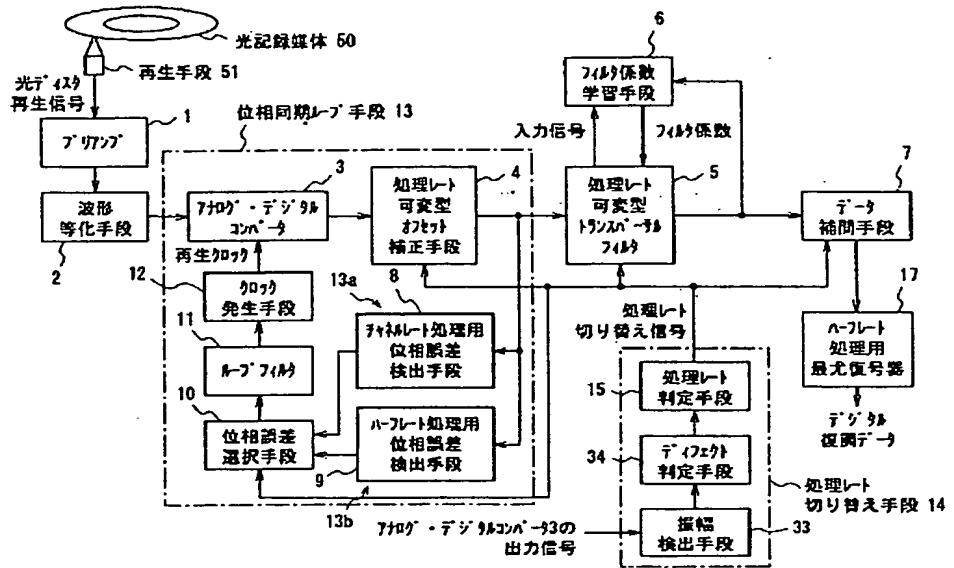 光記録媒体 50
再生手段 51
光ディスク
再生信号
1
プリアンプ
波形
等化手段
2
位相同期ループ手段 13
3
アナログ・デジタル
コンバータ
再生クロック
12
クロック
発生手段
11
ループフィルタ
10
位相誤差
選択手段
4
処理レート
可変型
オフセット
補正手段
13a
8
チャネルレート処理用
位相誤差
検出手段
ハーフレート処理用
位相誤差
検出手段
9
13b
6
フィルタ係数
学習手段
入力信号
フィルタ係数
5
処理レート
可変型
トランスバーサル
フィルタ
7
データ
補間手段
17
ハーフレート
処理用
最尤復号器
デジタル
復調データ
処理レート
切り替え信号
15
処理レート
判定手段
34
ディフェクト
判定手段
処理レート
切り替え手段 14
アナログ・デジタルコンバータ3の
出力信号
振幅
検出手段
33